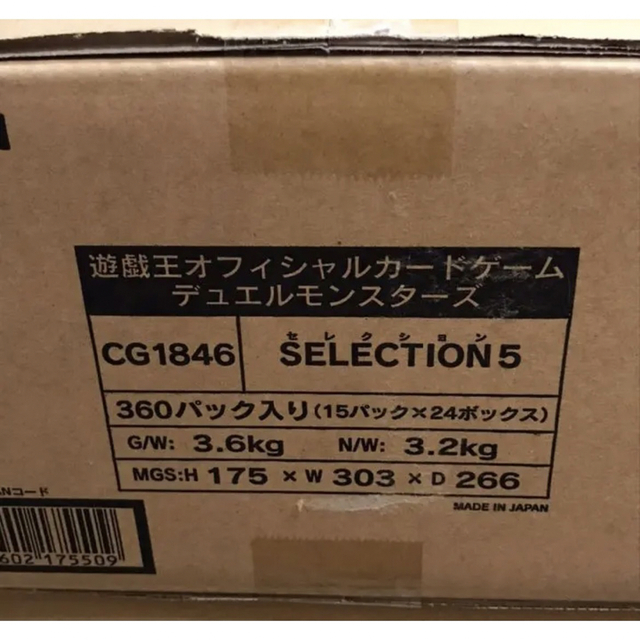 遊戯王オフィシャルカードゲーム
デュエルモンスターズ
CG1846
セレクション
SELECTION 5
360パック入り(15パック×24ボックス)
G/W: 3.6kg N/W: 3.2kg
MGS:H 175 × W 303 × D 266
MADE IN JAPAN
コード
602 175509